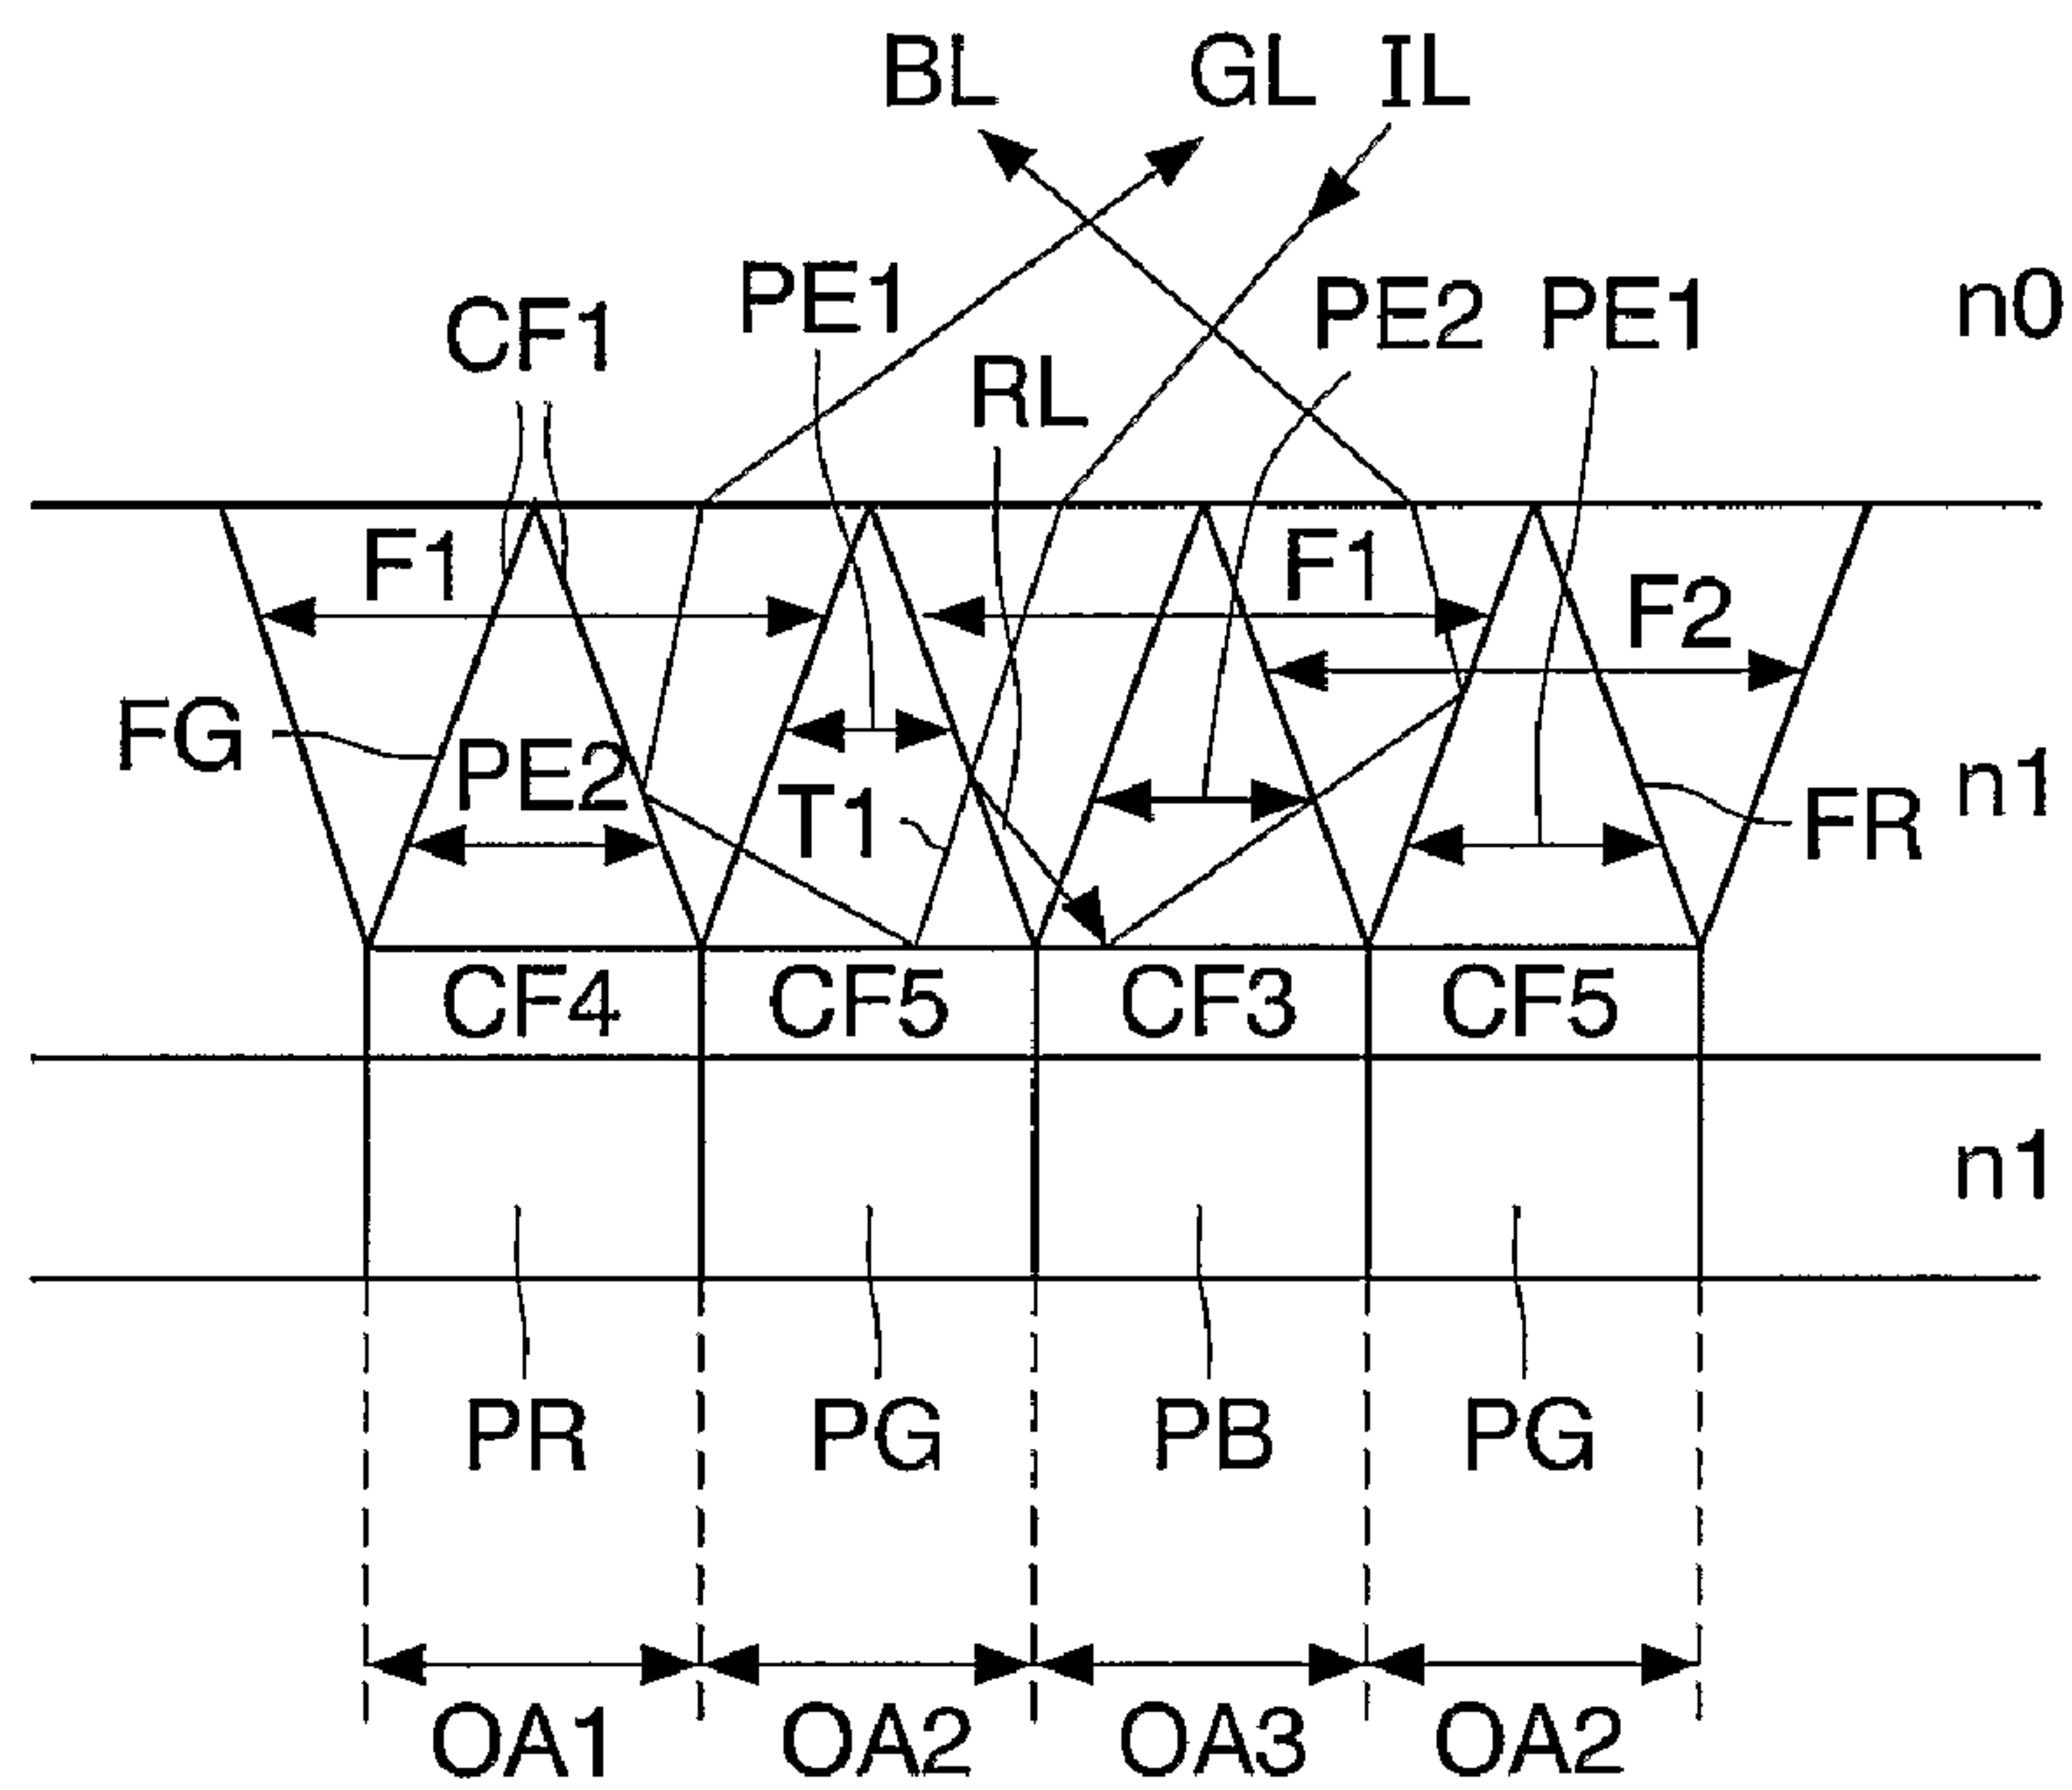 BL GL IL
CF1 PE1 RL PE2 PE1 n0
F1 F1 F2
FG PE2 T1 FR n1
CF4 CF5 CF3 CF5
n1
PR PG PB PG
OA1 OA2 OA3 OA2